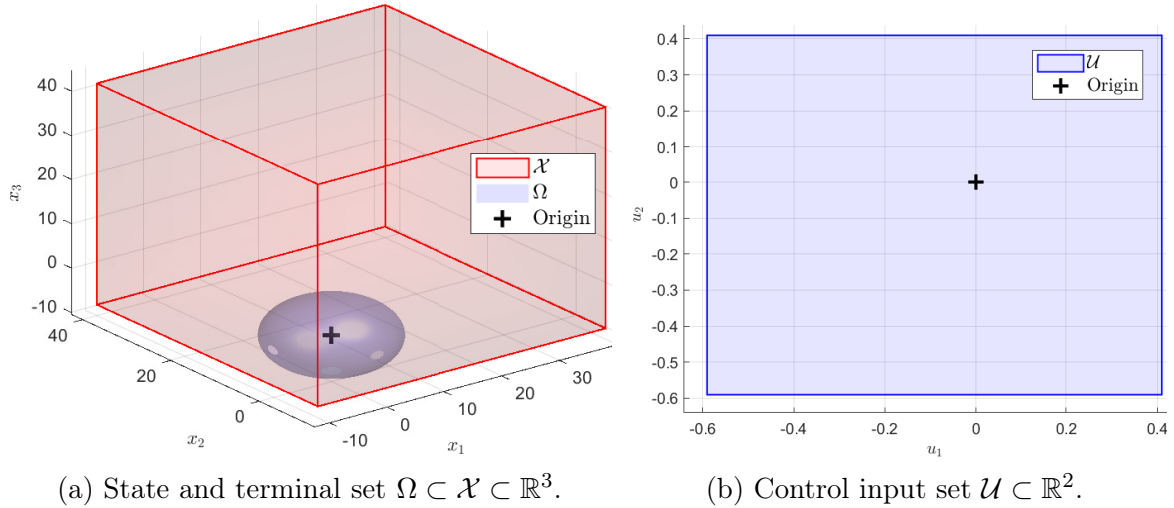 40
30
20
10
0
-10
x₃
40
20
0
x₂
-10
0
10
20
30
x₁
𝒳
Ω
Origin
(a) State and terminal set Ω ⊂ 𝒳 ⊂ ℝ³.
0.4
0.3
0.2
0.1
0
-0.1
-0.2
-0.3
-0.4
-0.5
-0.6
u₂
-0.6
-0.4
-0.2
0
0.2
0.4
u₁
𝒰
Origin
(b) Control input set 𝒰 ⊂ ℝ².